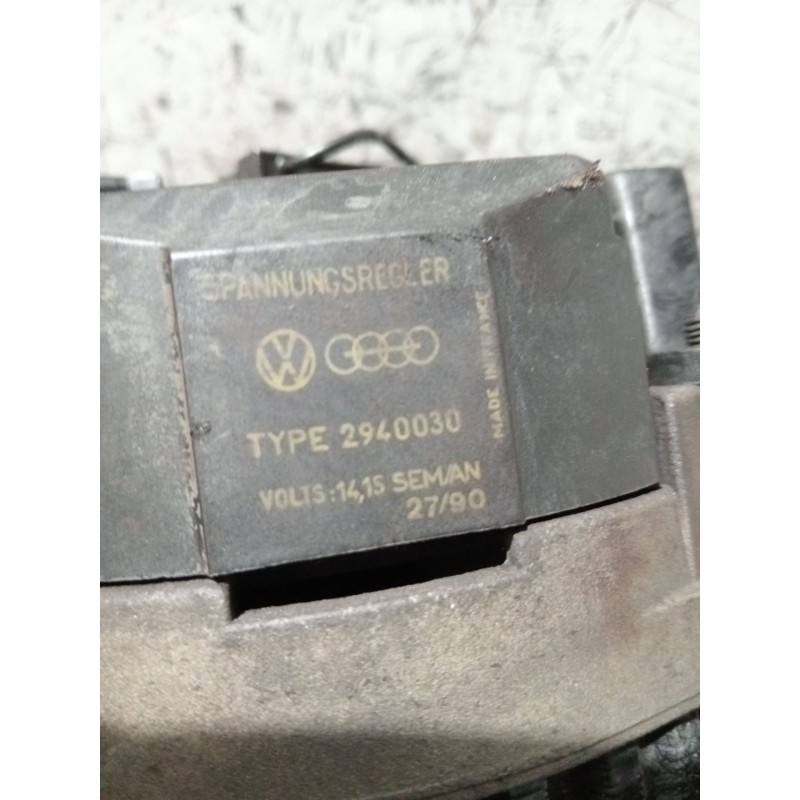 SPANNUNGSREGLER
TYPE 2940030
VOLTS:14,15 SEM/AN
27/90
MADE IN FRANCE